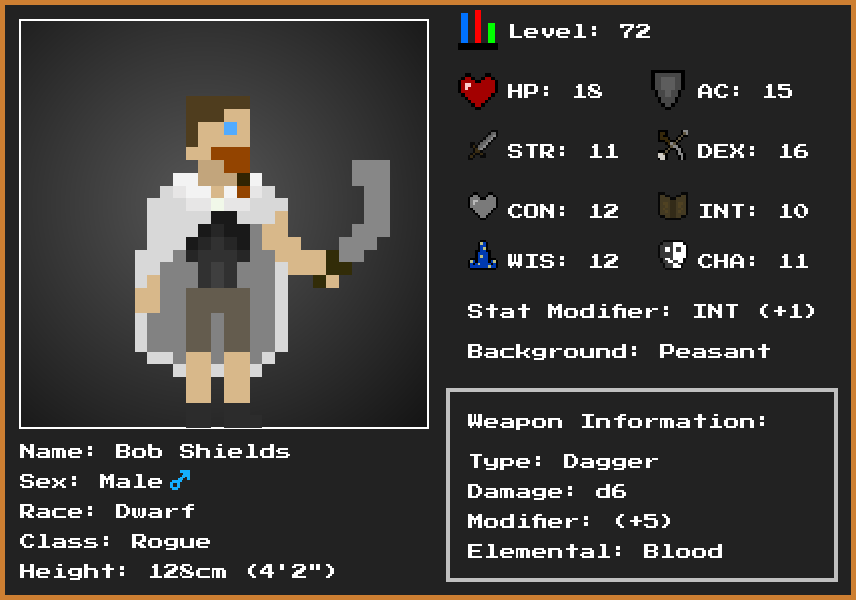 Level: 72
HP: 18 AC: 15
STR: 11 DEX: 16
CON: 12 INT: 10
WIS: 12 CHA: 11
Stat Modifier: INT (+1)
Background: Peasant
Weapon Information:
Type: Dagger
Damage: d6
Modifier: (+5)
Elemental: Blood
Name: Bob Shields
Sex: Male ♂
Race: Dwarf
Class: Rogue
Height: 128cm (4'2")